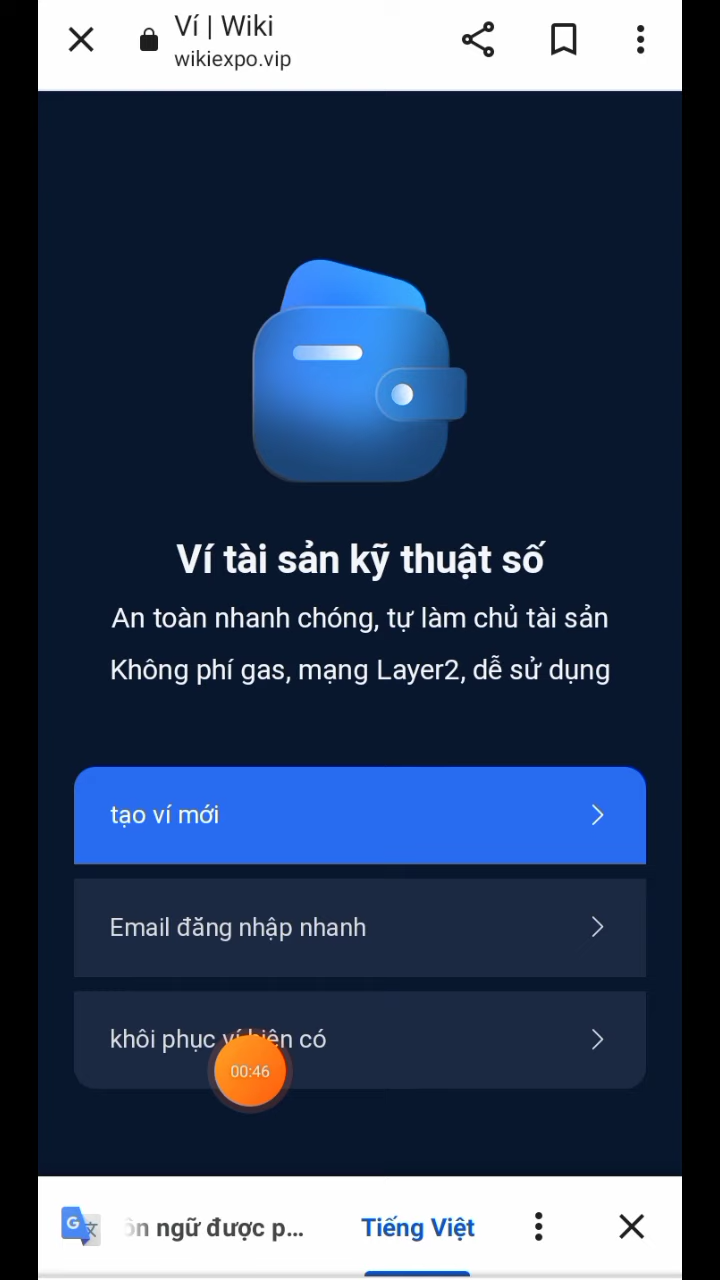 Ví | Wiki
wikiexpo.vip
Ví tài sản kỹ thuật số
An toàn nhanh chóng, tự làm chủ tài sản
Không phí gas, mạng Layer2, dễ sử dụng
tạo ví mới
Email đăng nhập nhanh
khôi phục ví hiện có
00:46
ôn ngữ được p...
Tiếng Việt